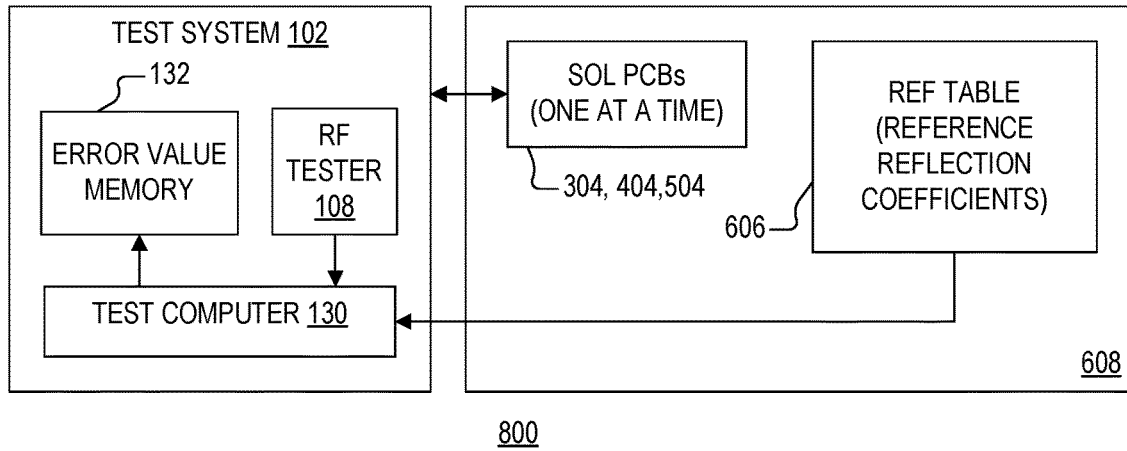 TEST SYSTEM 102
132
ERROR VALUE
MEMORY
RF
TESTER
108
TEST COMPUTER 130
SOL PCBs
(ONE AT A TIME)
304, 404,504
REF TABLE
(REFERENCE
REFLECTION
COEFFICIENTS)
606
608
800